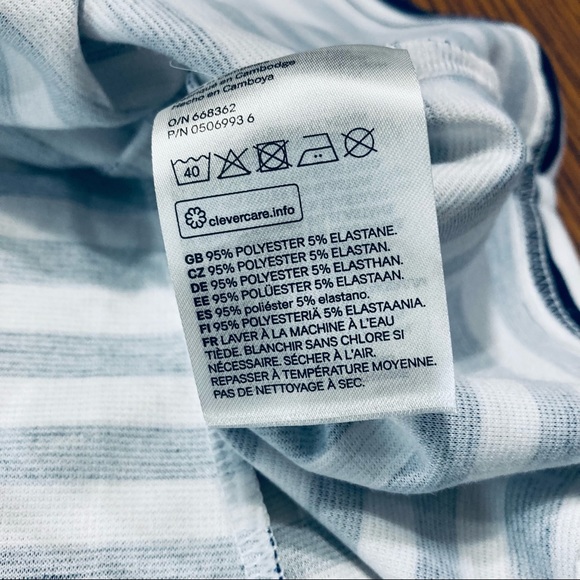 en Cambodge
Hecho en Camboya
O/N 668362
P/N 0506993 6
40
clevercare.info
GB 95% POLYESTER 5% ELASTANE.
CZ 95% POLYESTER 5% ELASTAN.
DE 95% POLYESTER 5% ELASTHAN.
EE 95% POLÜESTER 5% ELASTAAN.
ES 95% poliéster 5% elastano.
FI 95% POLYESTERIÄ 5% ELASTAANIA.
FR LAVER À LA MACHINE À L'EAU
TIÈDE. BLANCHIR SANS CHLORE SI
NÉCESSAIRE. SÉCHER À L'AIR.
REPASSER À TEMPÉRATURE MOYENNE.
PAS DE NETTOYAGE À SEC.